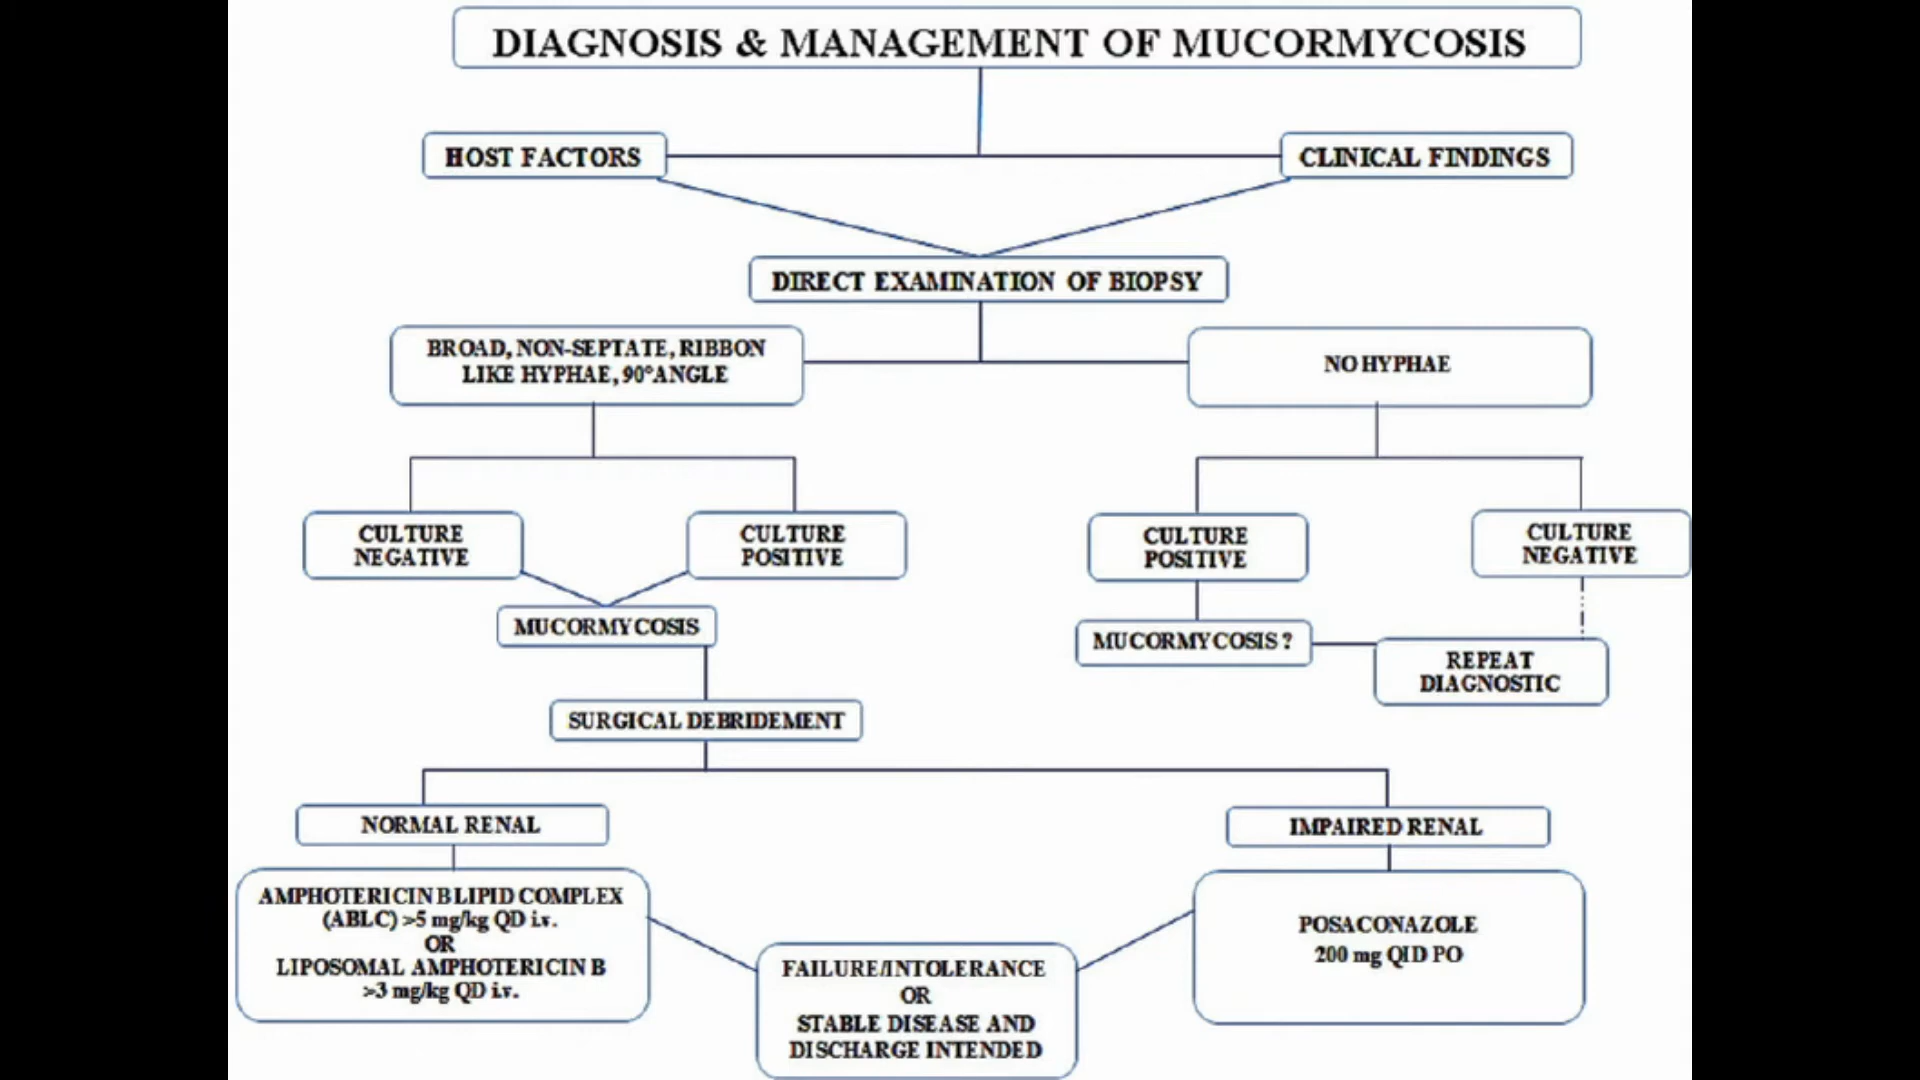 DIAGNOSIS & MANAGEMENT OF MUCORMYCOSIS
HOST FACTORS
CLINICAL FINDINGS
DIRECT EXAMINATION OF BIOPSY
BROAD, NON-SEPTATE, RIBBON
LIKE HYPHAE, 90°ANGLE
NO HYPHAE
CULTURE
NEGATIVE
CULTURE
POSITIVE
CULTURE
POSITIVE
CULTURE
NEGATIVE
MUCORMYCOSIS
MUCORMYCOSIS ?
REPEAT
DIAGNOSTIC
SURGICAL DEBRIDEMENT
NORMAL RENAL
IMPAIRED RENAL
AMPHOTERICIN B LIPID COMPLEX
(ABLC) >5 mg/kg QD i.v.
OR
LIPOSOMAL AMPHOTERICIN B
>3 mg/kg QD i.v.
FAILURE/INTOLERANCE
OR
STABLE DISEASE AND
DISCHARGE INTENDED
POSACONAZOLE
200 mg QID PO